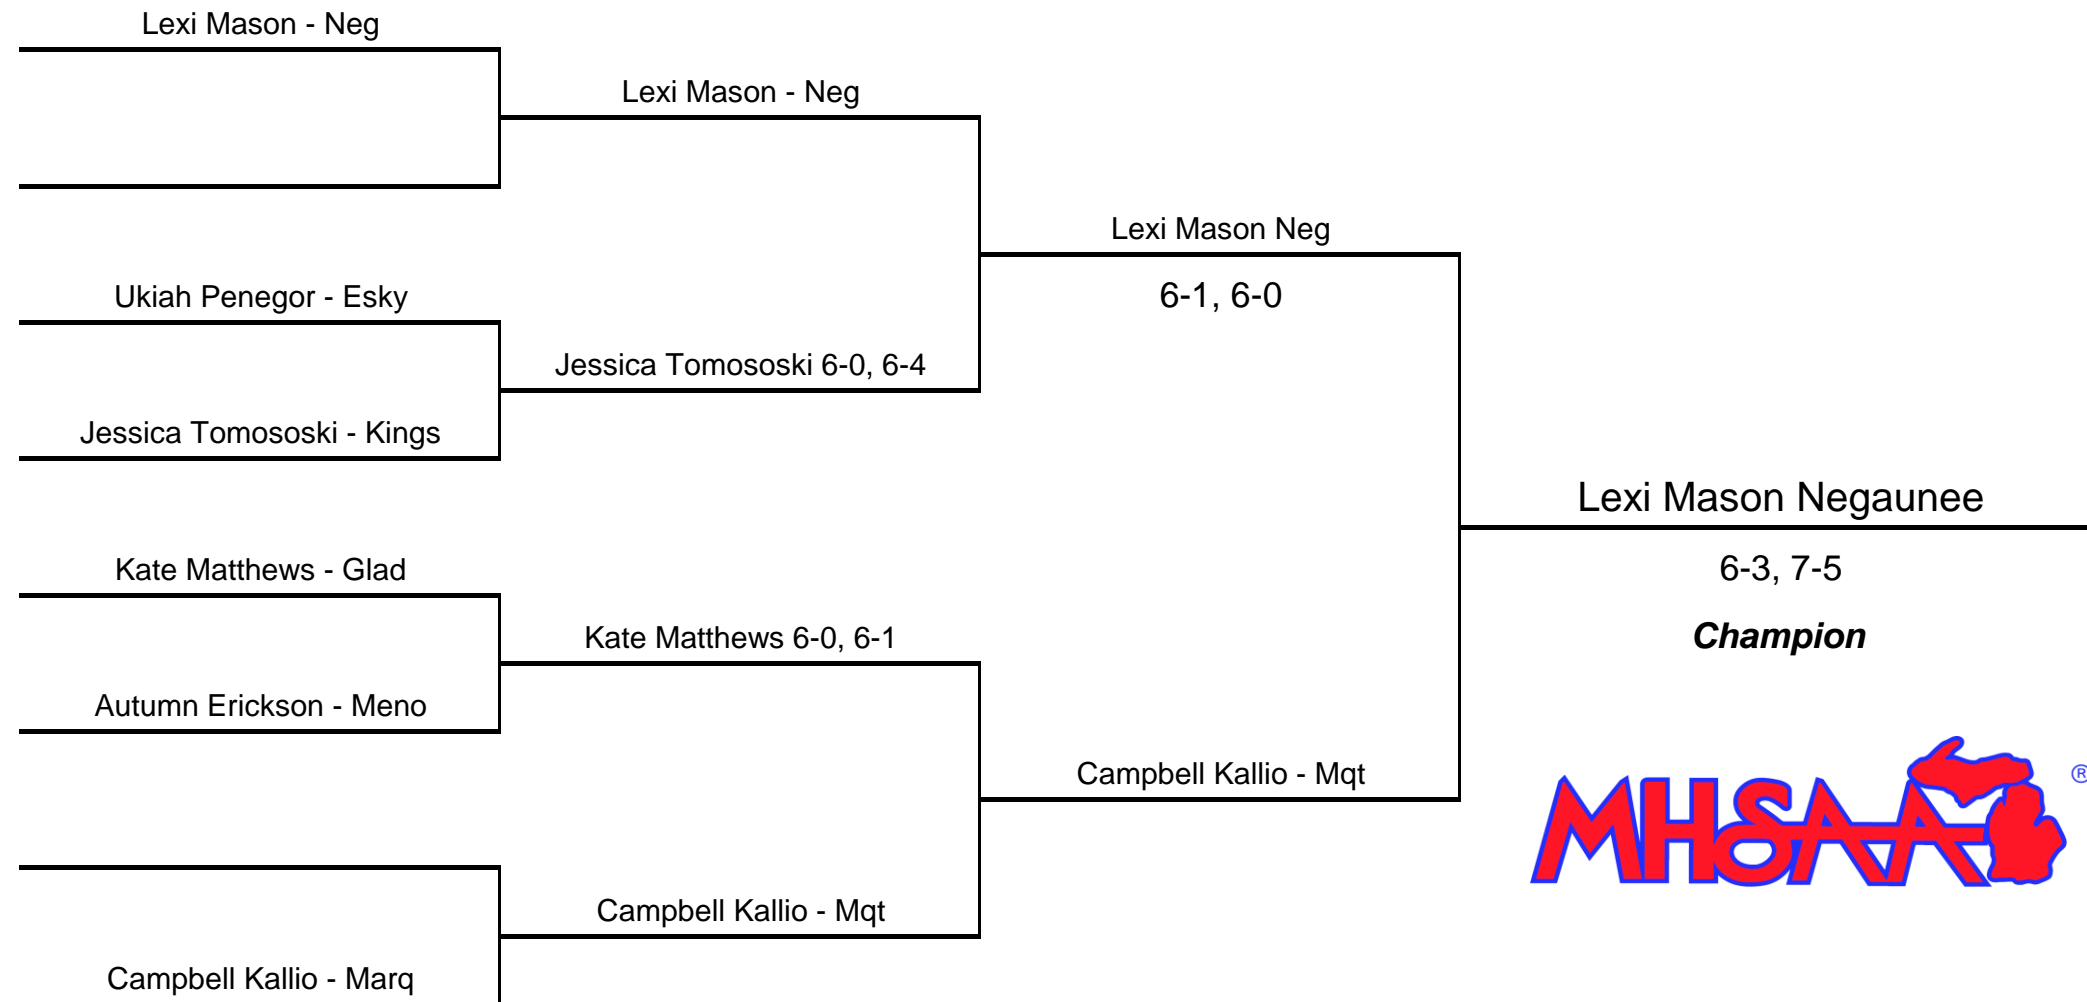 Lexi Mason - Neg
Lexi Mason - Neg
Lexi Mason Neg
Ukiah Penegor - Esky
6-1, 6-0
Jessica Tomososki 6-0, 6-4
Jessica Tomososki - Kings
Lexi Mason Negaunee
Kate Matthews - Glad
6-3, 7-5
Kate Matthews 6-0, 6-1
Champion
Autumn Erickson - Meno
Campbell Kallio - Mqt
MHSAA ®
Campbell Kallio - Mqt
Campbell Kallio - Marq